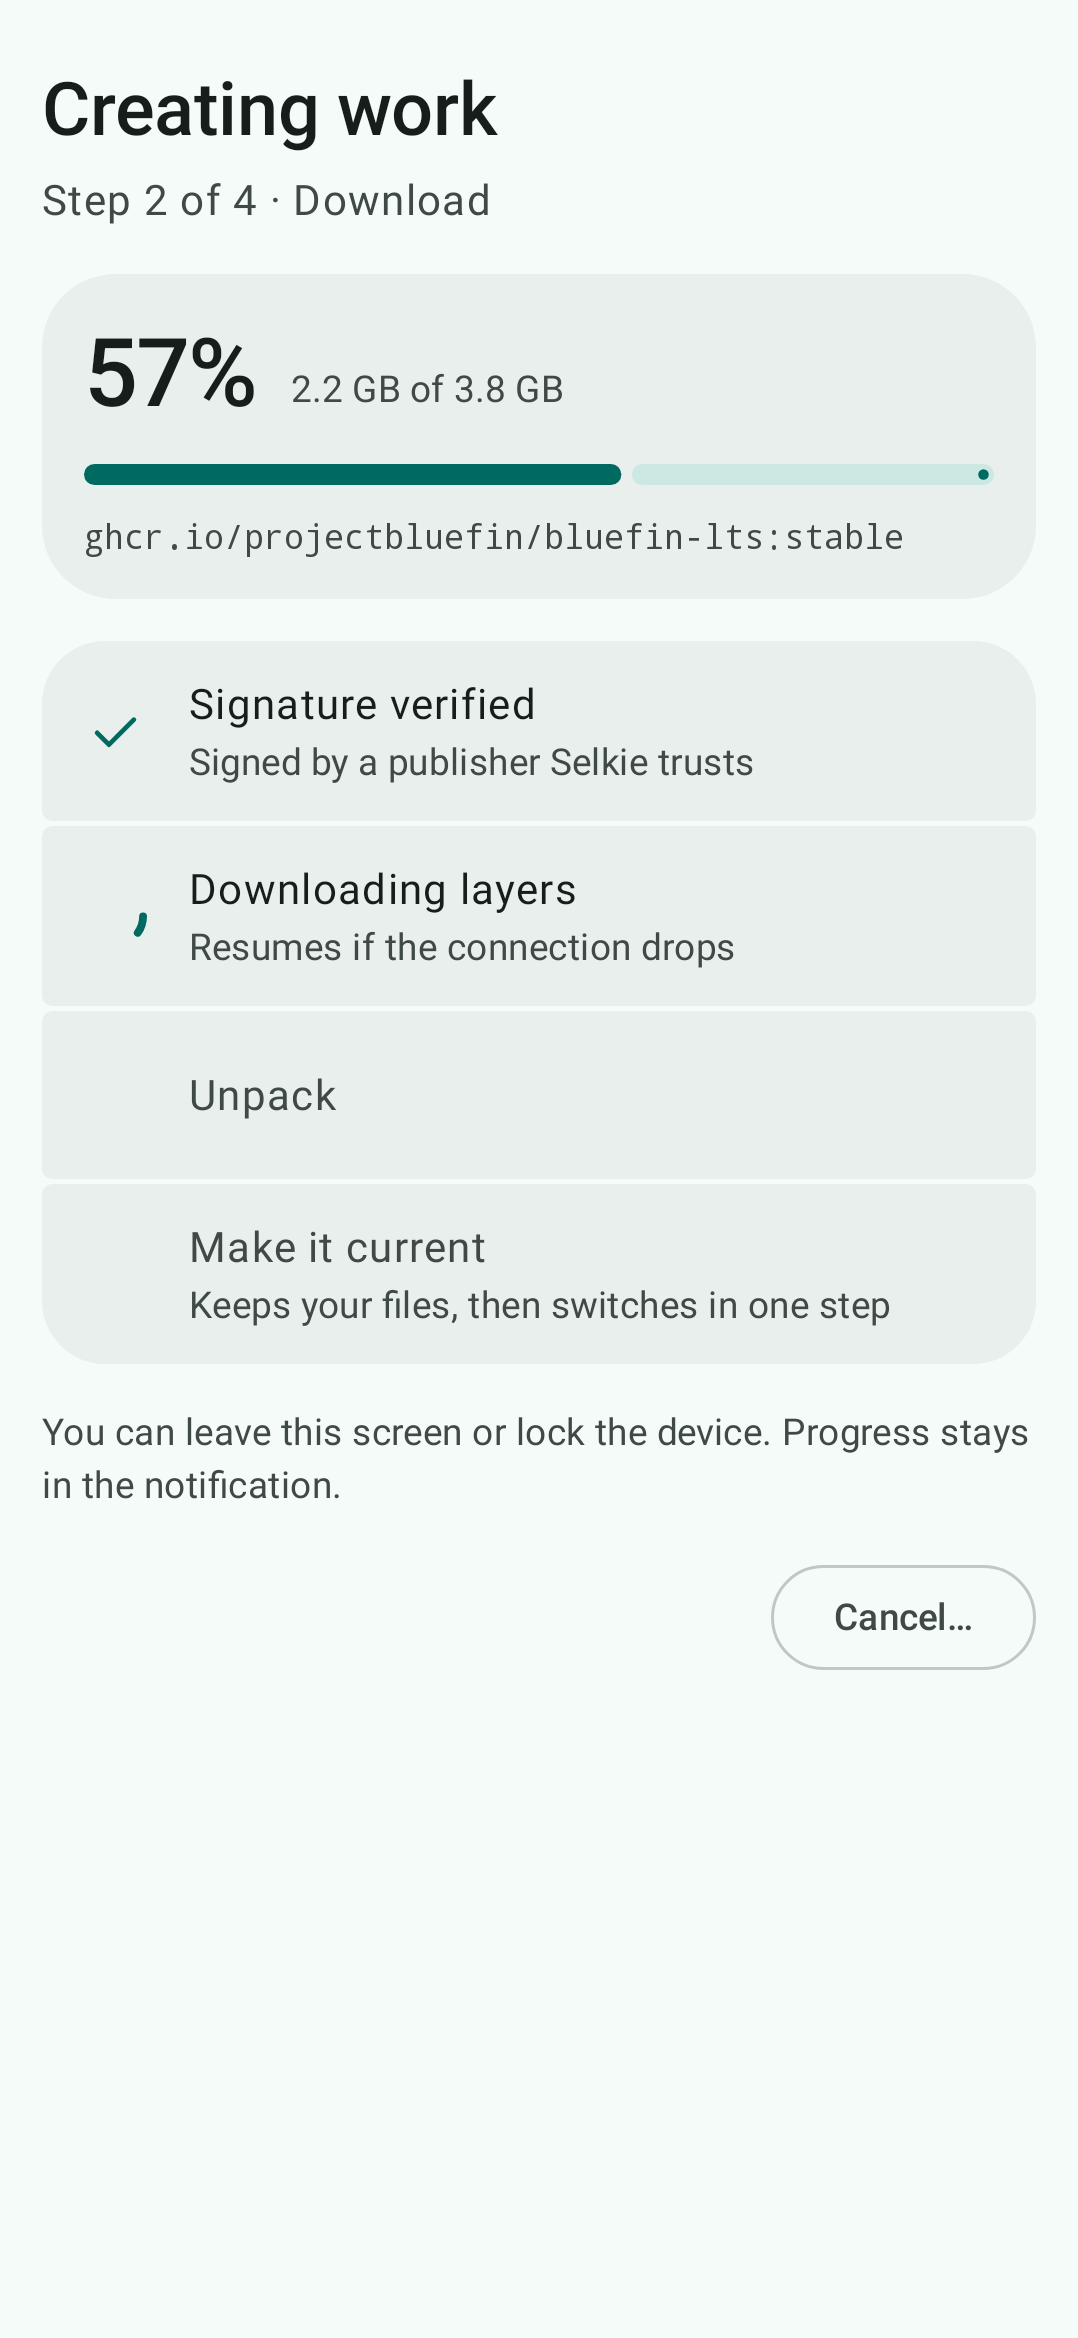 Creating work
Step 2 of 4 · Download
57% 2.2 GB of 3.8 GB
ghcr.io/projectbluefin/bluefin-lts:stable
Signature verified
Signed by a publisher Selkie trusts
Downloading layers
Resumes if the connection drops
Unpack
Make it current
Keeps your files, then switches in one step
You can leave this screen or lock the device. Progress stays
in the notification.
Cancel…